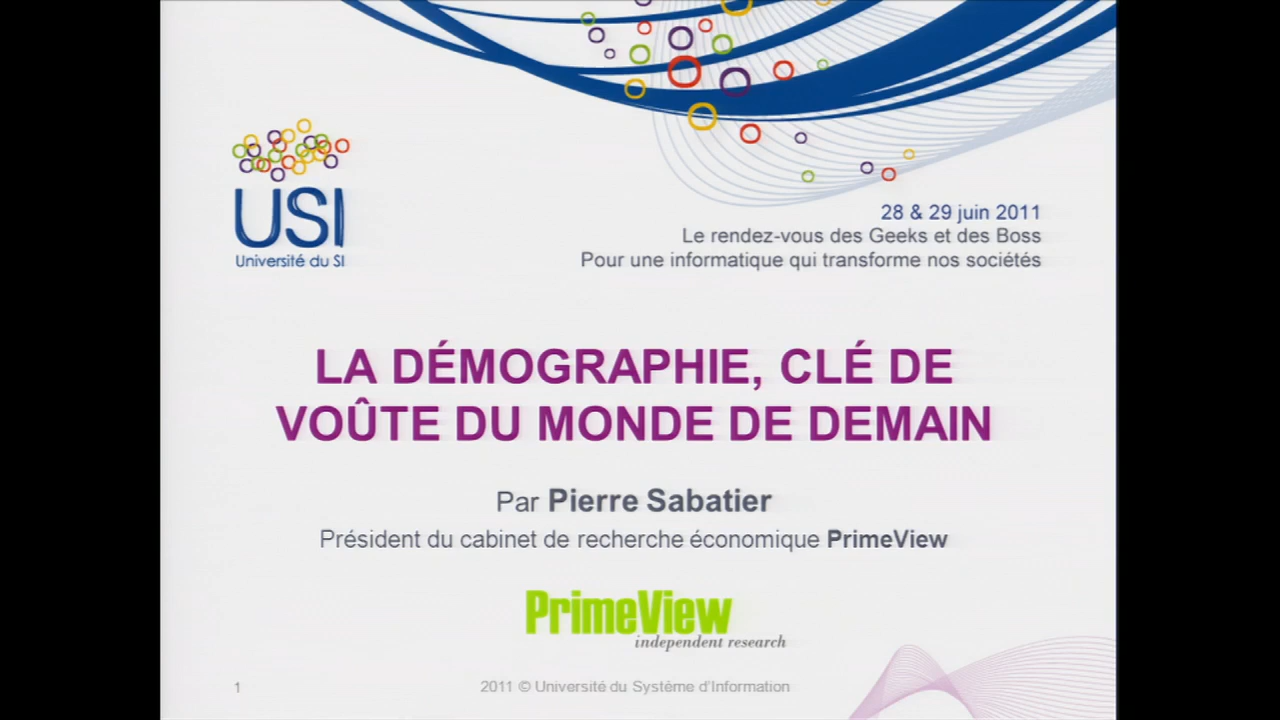 USI
Université du SI
28 & 29 juin 2011
Le rendez-vous des Geeks et des Boss
Pour une informatique qui transforme nos sociétés
LA DÉMOGRAPHIE, CLÉ DE
VOÛTE DU MONDE DE DEMAIN
Par Pierre Sabatier
Président du cabinet de recherche économique PrimeView
PrimeView
independent research
1
2011 © Université du Système d'Information